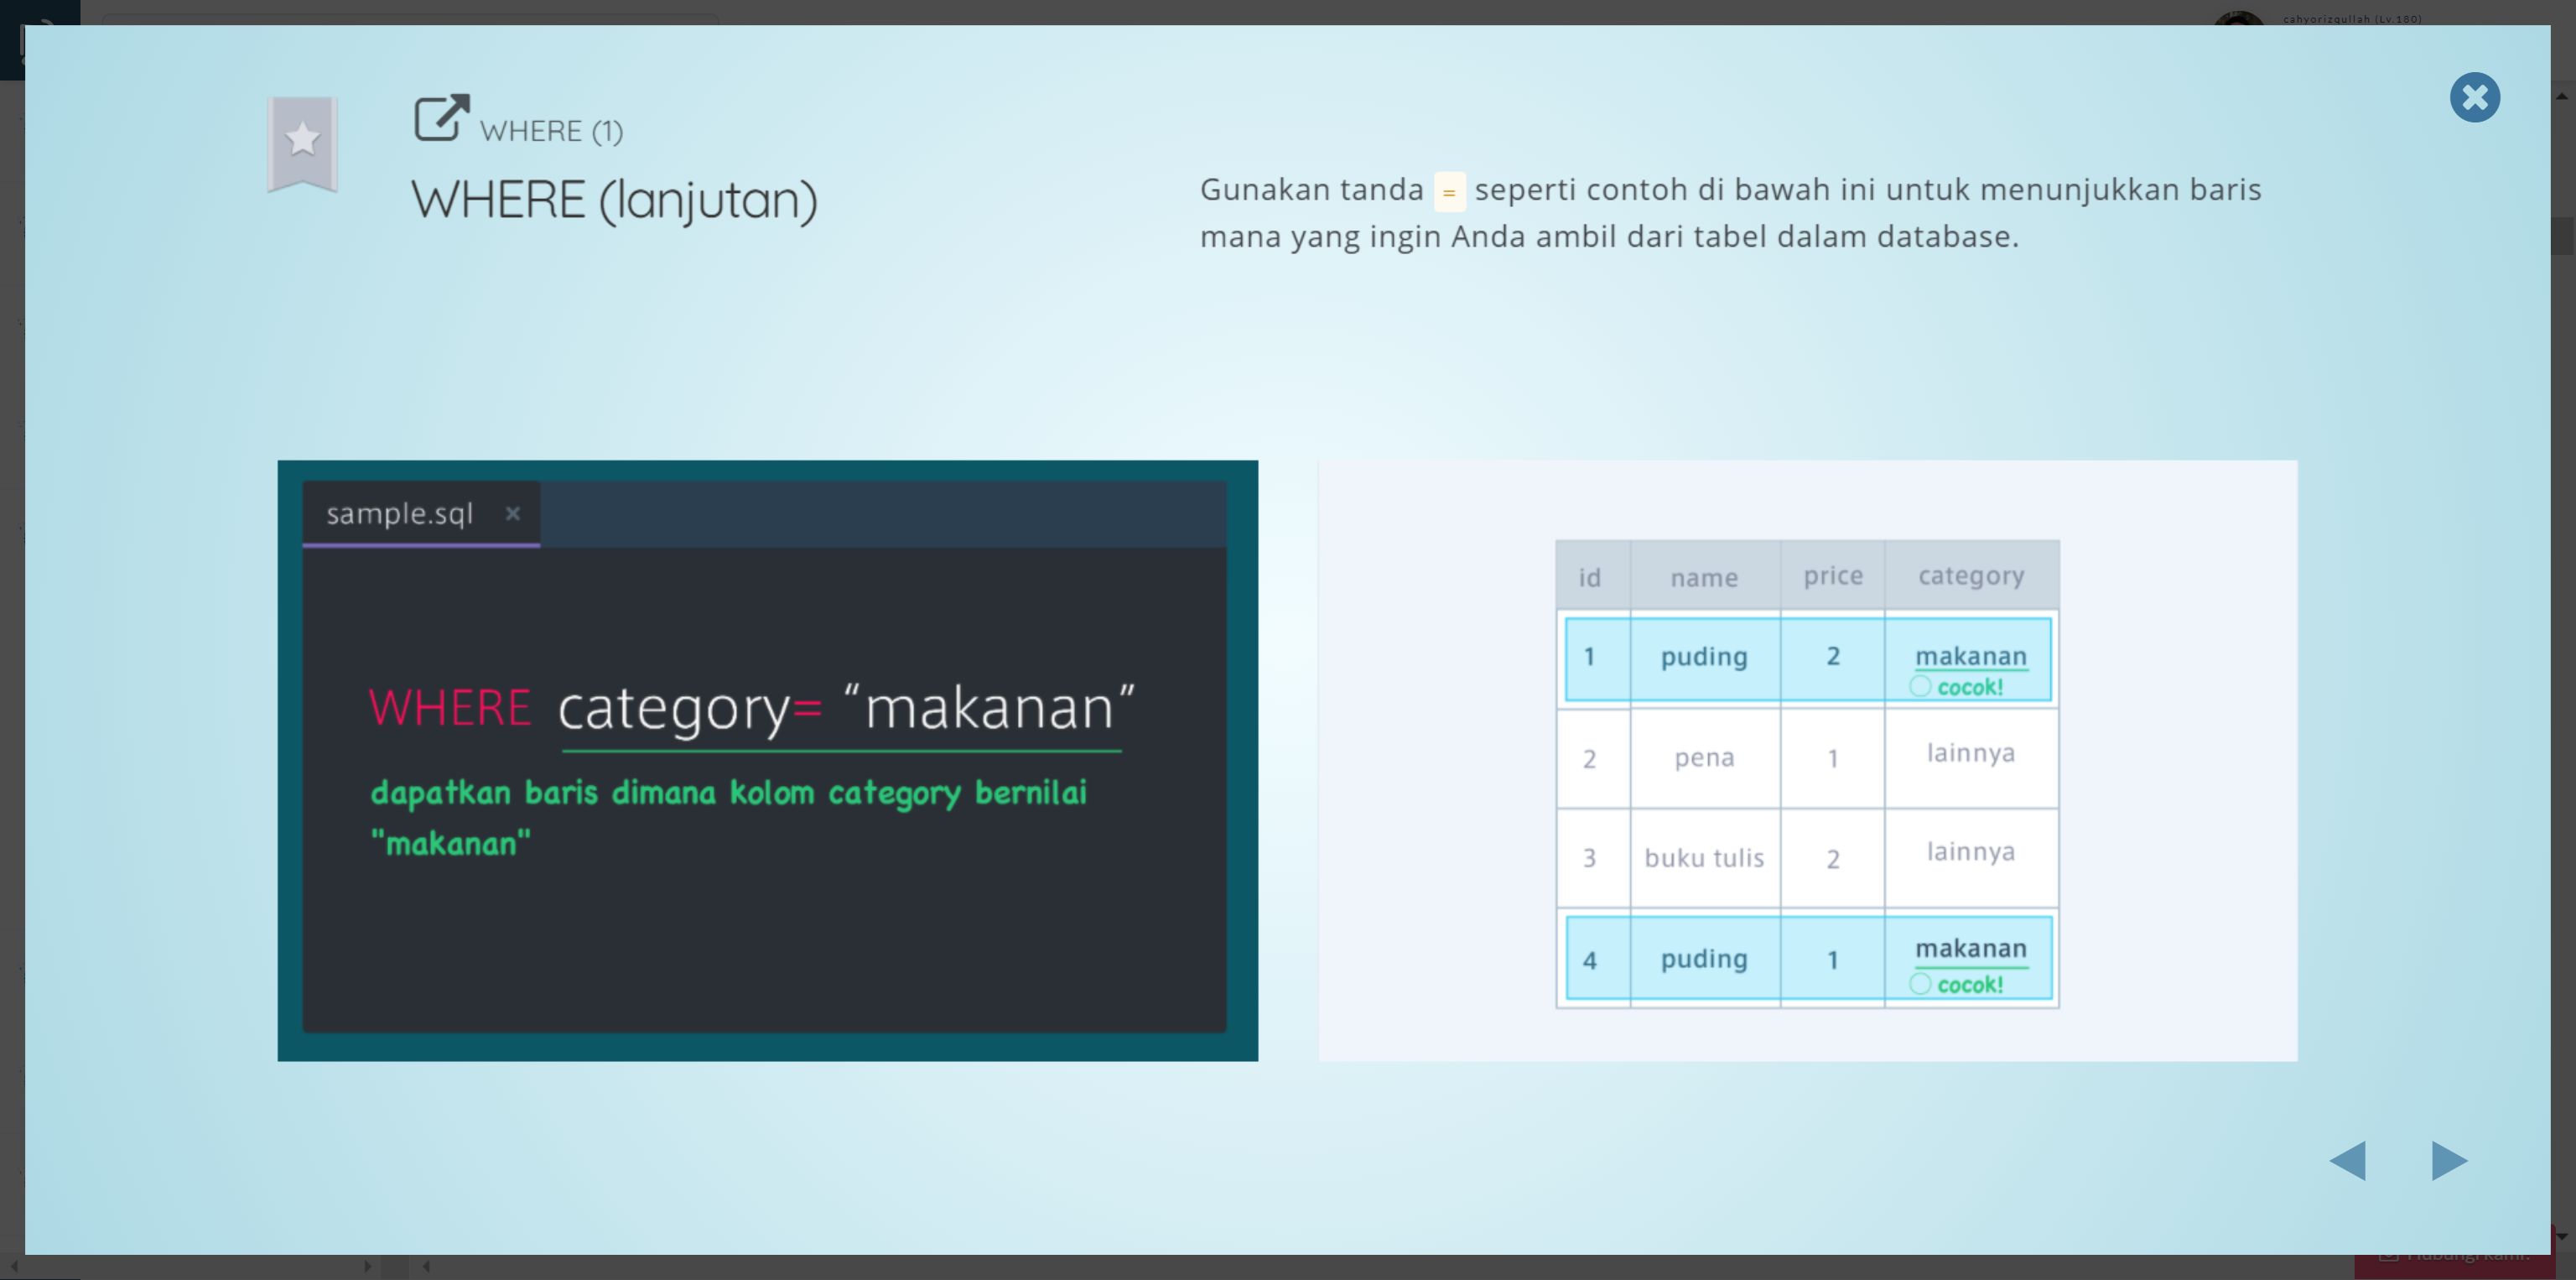 cahyorizqullah (Lv.180)
WHERE (1)
WHERE (lanjutan)
Gunakan tanda = seperti contoh di bawah ini untuk menunjukkan baris
mana yang ingin Anda ambil dari tabel dalam database.
sample.sql ×
WHERE category= “makanan”
dapatkan baris dimana kolom category bernilai
"makanan"
id name price category
1 puding 2 makanan
cocok!
2 pena 1 lainnya
3 buku tulis 2 lainnya
4 puding 1 makanan
cocok!
Hubungi kami!